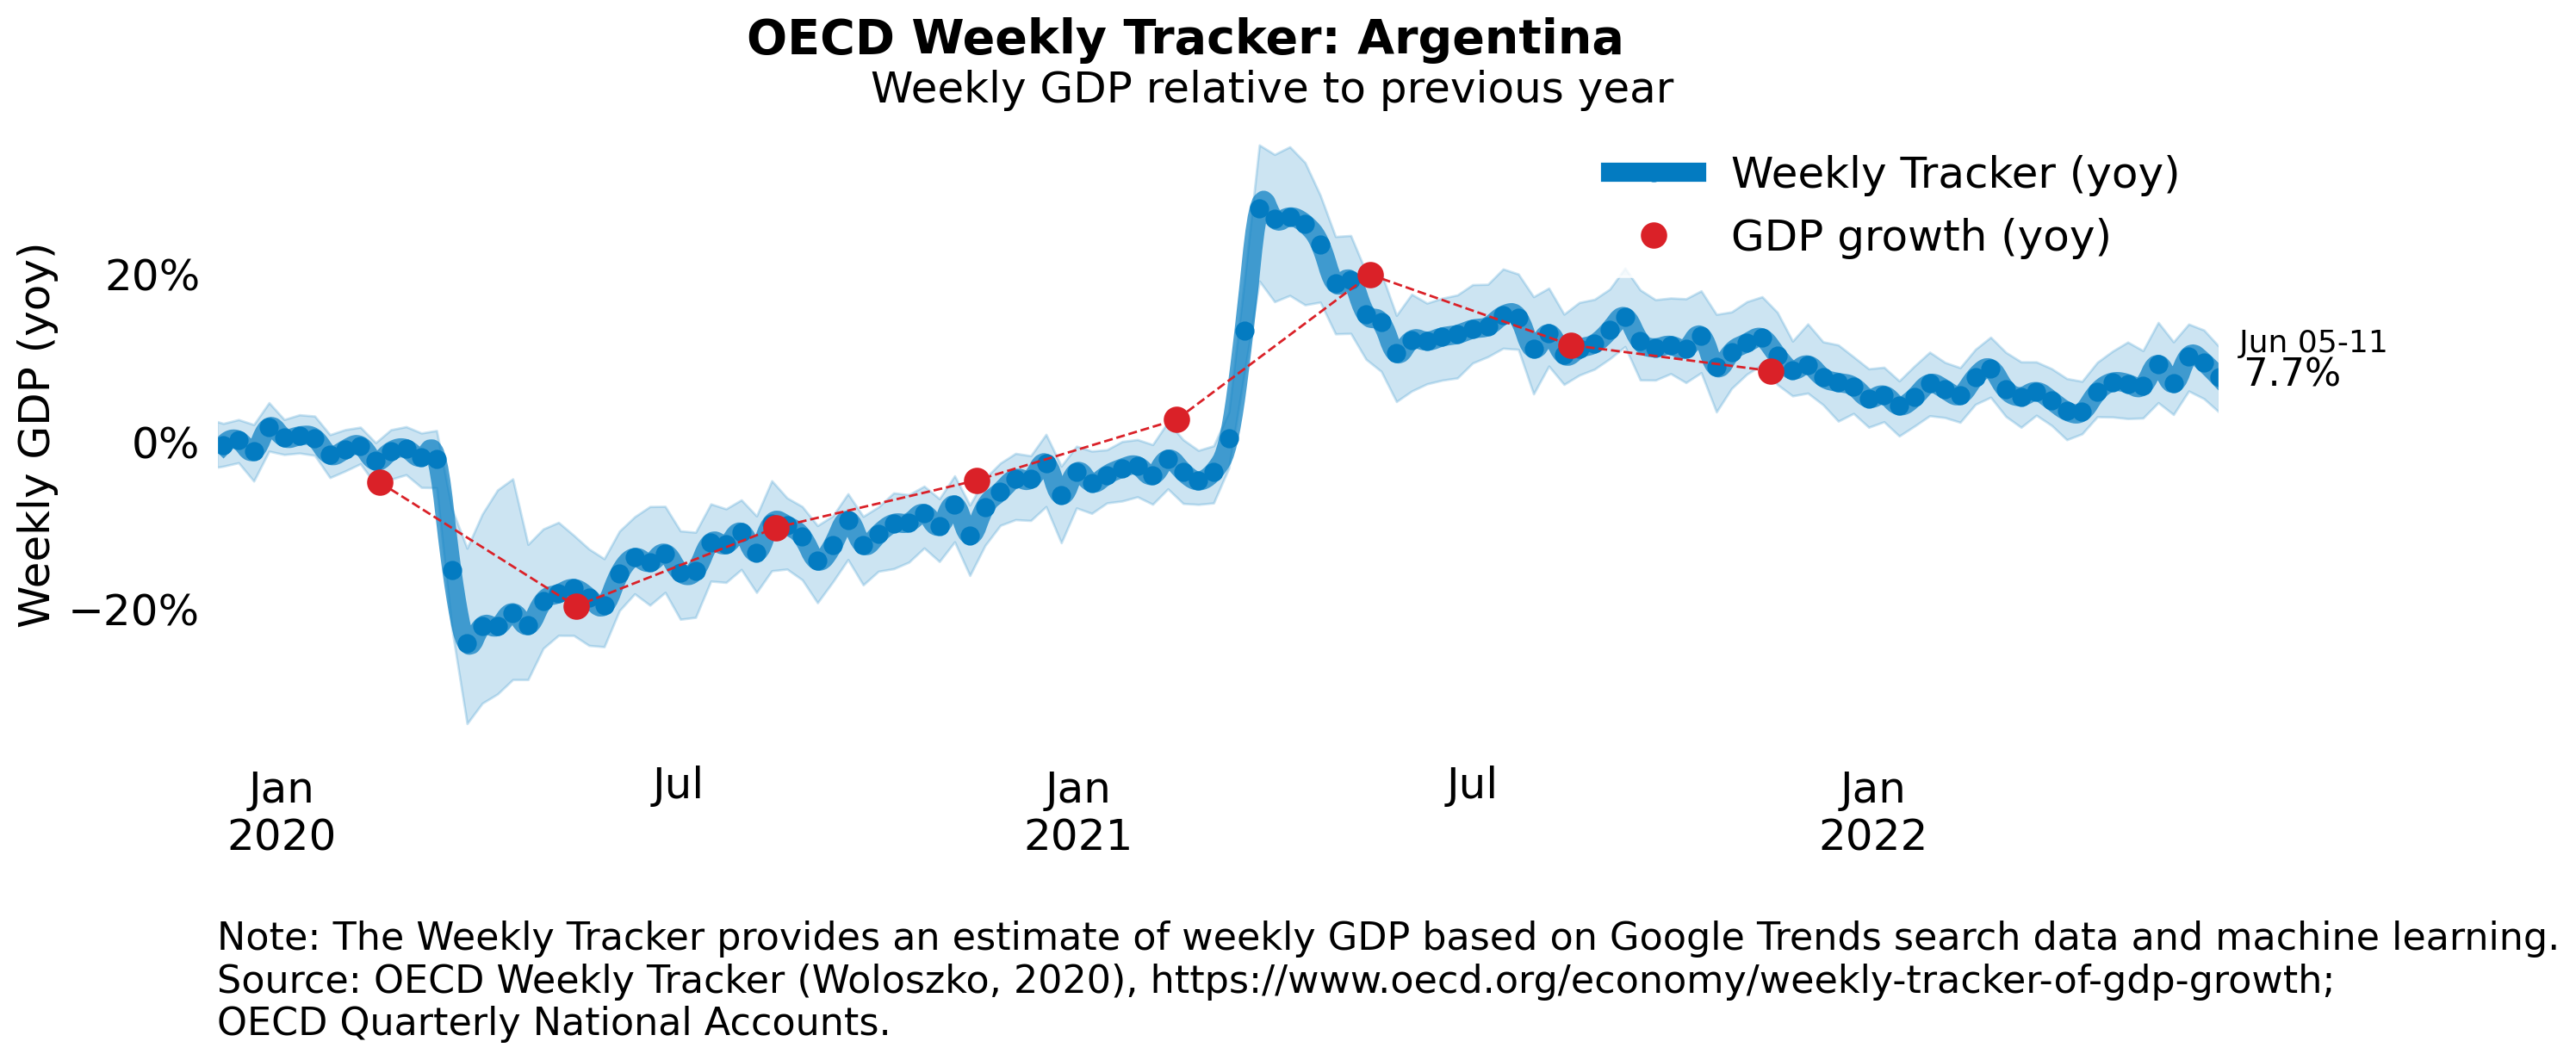 OECD Weekly Tracker: Argentina
Weekly GDP relative to previous year
Weekly Tracker (yoy)
GDP growth (yoy)
Weekly GDP (yoy)
20%
0%
−20%
Jun 05-11
7.7%
Jan
2020
Jul
Jan
2021
Jul
Jan
2022
Note: The Weekly Tracker provides an estimate of weekly GDP based on Google Trends search data and machine learning.
Source: OECD Weekly Tracker (Woloszko, 2020), https://www.oecd.org/economy/weekly-tracker-of-gdp-growth;
OECD Quarterly National Accounts.